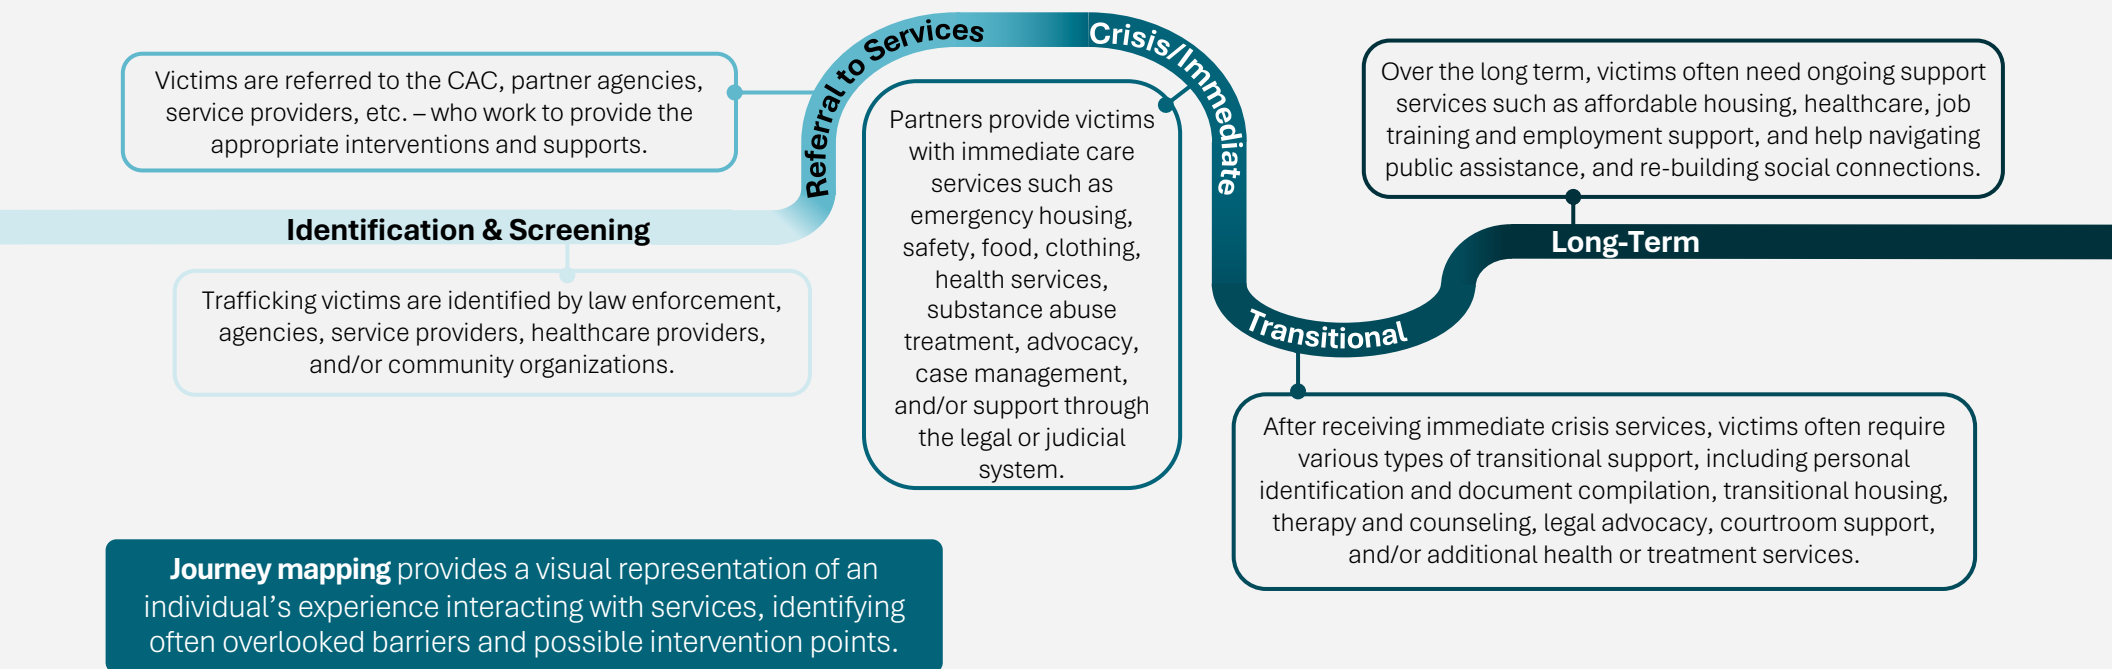 Identification & Screening
Trafficking victims are identified by law enforcement,
agencies, service providers, healthcare providers,
and/or community organizations.
Referral to Services
Victims are referred to the CAC, partner agencies,
service providers, etc. – who work to provide the
appropriate interventions and supports.
Crisis/Immediate
Partners provide victims
with immediate care
services such as
emergency housing,
safety, food, clothing,
health services,
substance abuse
treatment, advocacy,
case management,
and/or support through
the legal or judicial
system.
Transitional
After receiving immediate crisis services, victims often require
various types of transitional support, including personal
identification and document compilation, transitional housing,
therapy and counseling, legal advocacy, courtroom support,
and/or additional health or treatment services.
Long-Term
Over the long term, victims often need ongoing support
services such as affordable housing, healthcare, job
training and employment support, and help navigating
public assistance, and re-building social connections.
Journey mapping provides a visual representation of an
individual’s experience interacting with services, identifying
often overlooked barriers and possible intervention points.